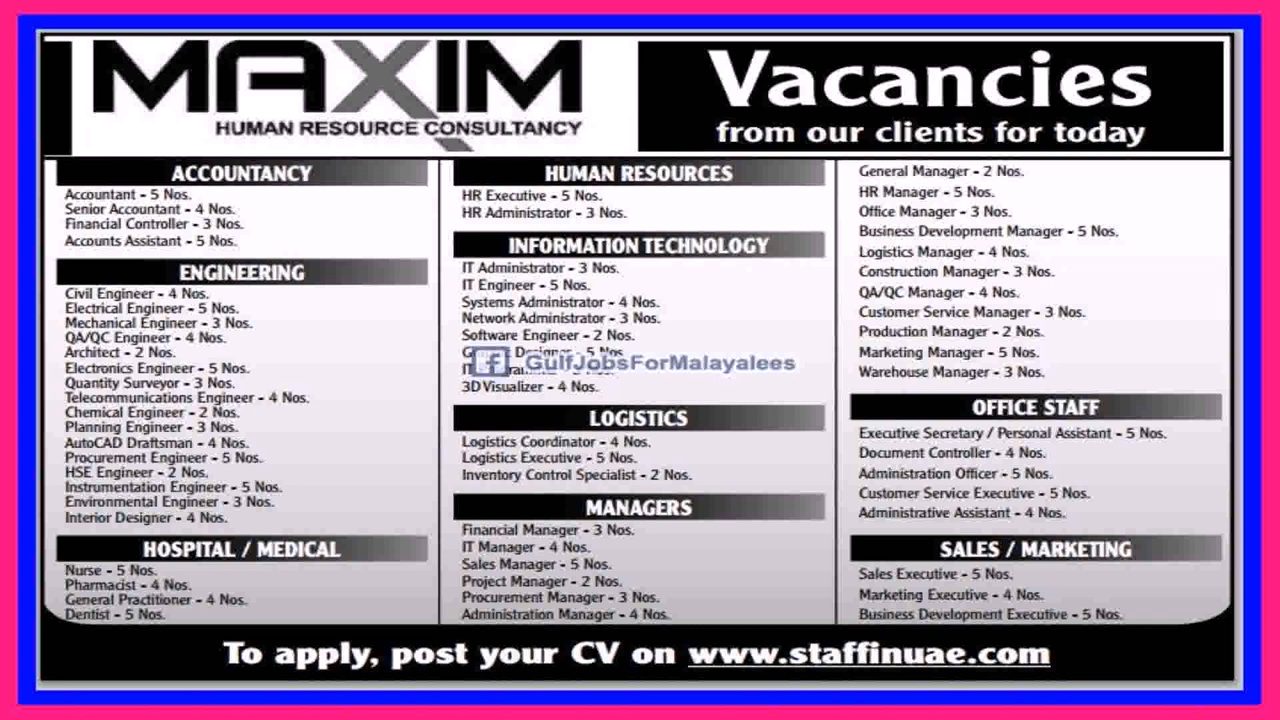 MAXIM
HUMAN RESOURCE CONSULTANCY
Vacancies
from our clients for today
ACCOUNTANCY
Accountant - 5 Nos.
Senior Accountant - 4 Nos.
Financial Controller - 3 Nos.
Accounts Assistant - 5 Nos.
ENGINEERING
Civil Engineer - 4 Nos.
Electrical Engineer - 5 Nos.
Mechanical Engineer - 3 Nos.
QA/QC Engineer - 4 Nos.
Architect - 2 Nos.
Electronics Engineer - 5 Nos.
Quantity Surveyor - 3 Nos.
Telecommunications Engineer - 4 Nos.
Chemical Engineer - 2 Nos.
Planning Engineer - 3 Nos.
AutoCAD Draftsman - 4 Nos.
Procurement Engineer - 5 Nos.
HSE Engineer - 2 Nos.
Instrumentation Engineer - 5 Nos.
Environmental Engineer - 3 Nos.
Interior Designer - 4 Nos.
HOSPITAL / MEDICAL
Nurse - 5 Nos.
Pharmacist - 4 Nos.
General Practitioner - 4 Nos.
Dentist - 5 Nos.
HUMAN RESOURCES
HR Executive - 5 Nos.
HR Administrator - 3 Nos.
INFORMATION TECHNOLOGY
IT Administrator - 3 Nos.
IT Engineer - 5 Nos.
Systems Administrator - 4 Nos.
Network Administrator - 3 Nos.
Software Engineer - 2 Nos.
Designer - 5 Nos.
f GulfJobsForMalayalees
3D Visualizer - 4 Nos.
LOGISTICS
Logistics Coordinator - 4 Nos.
Logistics Executive - 5 Nos.
Inventory Control Specialist - 2 Nos.
MANAGERS
Financial Manager - 3 Nos.
IT Manager - 4 Nos.
Sales Manager - 5 Nos.
Project Manager - 2 Nos.
Procurement Manager - 3 Nos.
Administration Manager - 4 Nos.
General Manager - 2 Nos.
HR Manager - 5 Nos.
Office Manager - 3 Nos.
Business Development Manager - 5 Nos.
Logistics Manager - 4 Nos.
Construction Manager - 3 Nos.
QA/QC Manager - 4 Nos.
Customer Service Manager - 3 Nos.
Production Manager - 2 Nos.
Marketing Manager - 5 Nos.
Warehouse Manager - 3 Nos.
OFFICE STAFF
Executive Secretary / Personal Assistant - 5 Nos.
Document Controller - 4 Nos.
Administration Officer - 5 Nos.
Customer Service Executive - 5 Nos.
Administrative Assistant - 4 Nos.
SALES / MARKETING
Sales Executive - 5 Nos.
Marketing Executive - 4 Nos.
Business Development Executive - 5 Nos.
To apply, post your CV on www.staffinuae.com